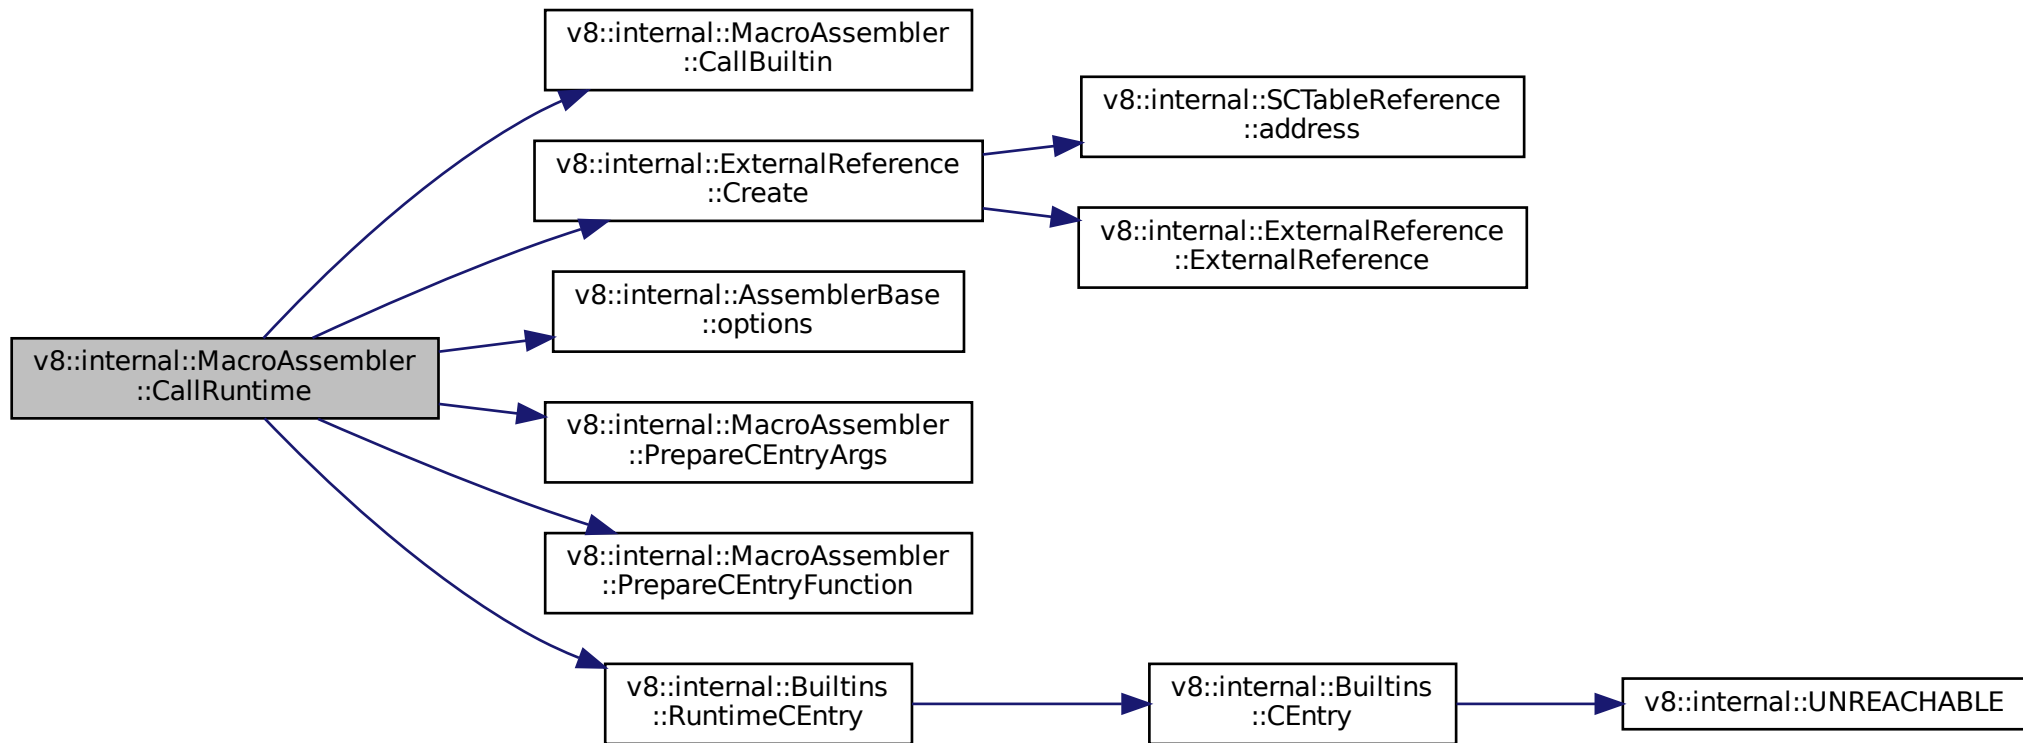 v8::internal::MacroAssembler
::CallBuiltin
v8::internal::SCTableReference
::address
v8::internal::ExternalReference
::Create
v8::internal::ExternalReference
::ExternalReference
v8::internal::AssemblerBase
::options
v8::internal::MacroAssembler
::CallRuntime
v8::internal::MacroAssembler
::PrepareCEntryArgs
v8::internal::MacroAssembler
::PrepareCEntryFunction
v8::internal::Builtins
::RuntimeCEntry
v8::internal::Builtins
::CEntry
v8::internal::UNREACHABLE